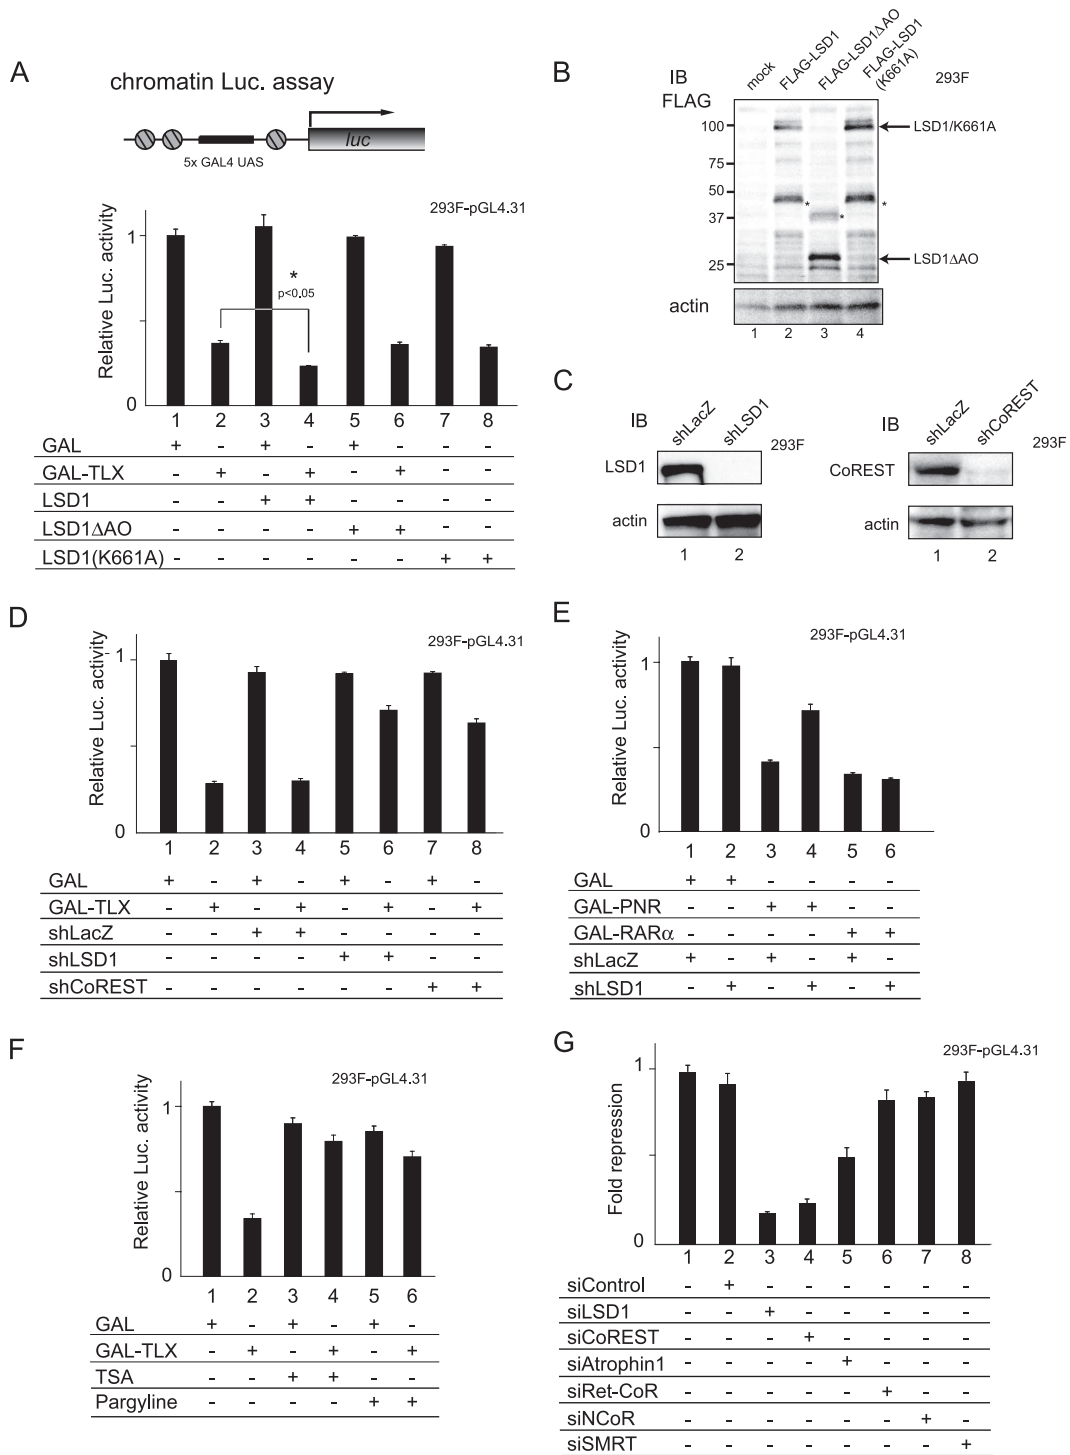 A
chromatin Luc. assay
luc
5x GAL4 UAS
293F-pGL4.31
Relative Luc. activity
1
0
*
p<0.05
1 2 3 4 5 6 7 8
GAL + - + - + - - -
GAL-TLX - + - + - + - -
LSD1 - - + + - - - -
LSD1ΔAO - - - - + + - -
LSD1(K661A) - - - - - - + +
B
IB
FLAG
mock
FLAG-LSD1
FLAG-LSD1ΔAO
FLAG-LSD1
(K661A)
293F
100
75
50
37
25
LSD1/K661A
* * *
LSD1ΔAO
actin
1 2 3 4
C
IB
shLacZ
shLSD1
293F
LSD1
actin
1 2
IB
shLacZ
shCoREST
293F
CoREST
actin
1 2
D
293F-pGL4.31
Relative Luc. activity
1
0
1 2 3 4 5 6 7 8
GAL + - + - + - + -
GAL-TLX - + - + - + - +
shLacZ - - + + - - - -
shLSD1 - - - - + + - -
shCoREST - - - - - - + +
E
293F-pGL4.31
Relative Luc. activity
1
0
1 2 3 4 5 6
GAL + + - - - -
GAL-PNR - - + + - -
GAL-RARα - - - - + +
shLacZ + - + - + -
shLSD1 - + - + - +
F
293F-pGL4.31
Relative Luc. activity
1
0
1 2 3 4 5 6
GAL + - + - + -
GAL-TLX - + - + - +
TSA - - + + - -
Pargyline - - - - + +
G
293F-pGL4.31
Fold repression
1
0
1 2 3 4 5 6 7 8
siControl - + - - - - - -
siLSD1 - - + - - - - -
siCoREST - - - + - - - -
siAtrophin1 - - - - + - - -
siRet-CoR - - - - - + - -
siNCoR - - - - - - + -
siSMRT - - - - - - - +